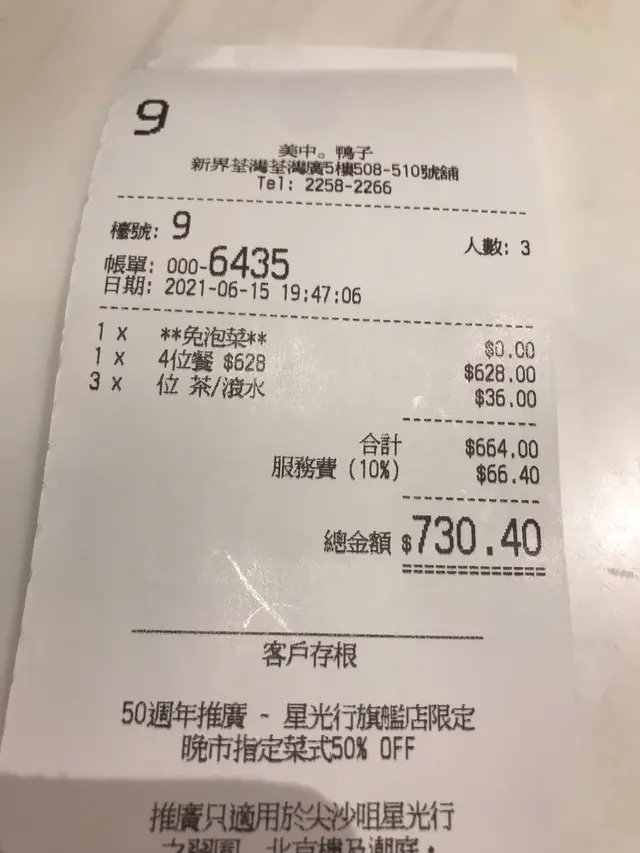 9
美中。鴨子
新界荃灣荃灣廣5樓508-510號舖
Tel: 2258-2266
檯號: 9
人數: 3
帳單: 000-6435
日期: 2021-06-15 19:47:06
1 x **免泡菜** $0.00
1 x 4位餐 $628 $628.00
3 x 位 茶/滾水 $36.00
合計 $664.00
服務費 (10%) $66.40
總金額 $730.40
客戶存根
50週年推廣 - 星光行旗艦店限定
晚市指定菜式50% OFF
推廣只適用於尖沙咀星光行
北京樓及潮庭。